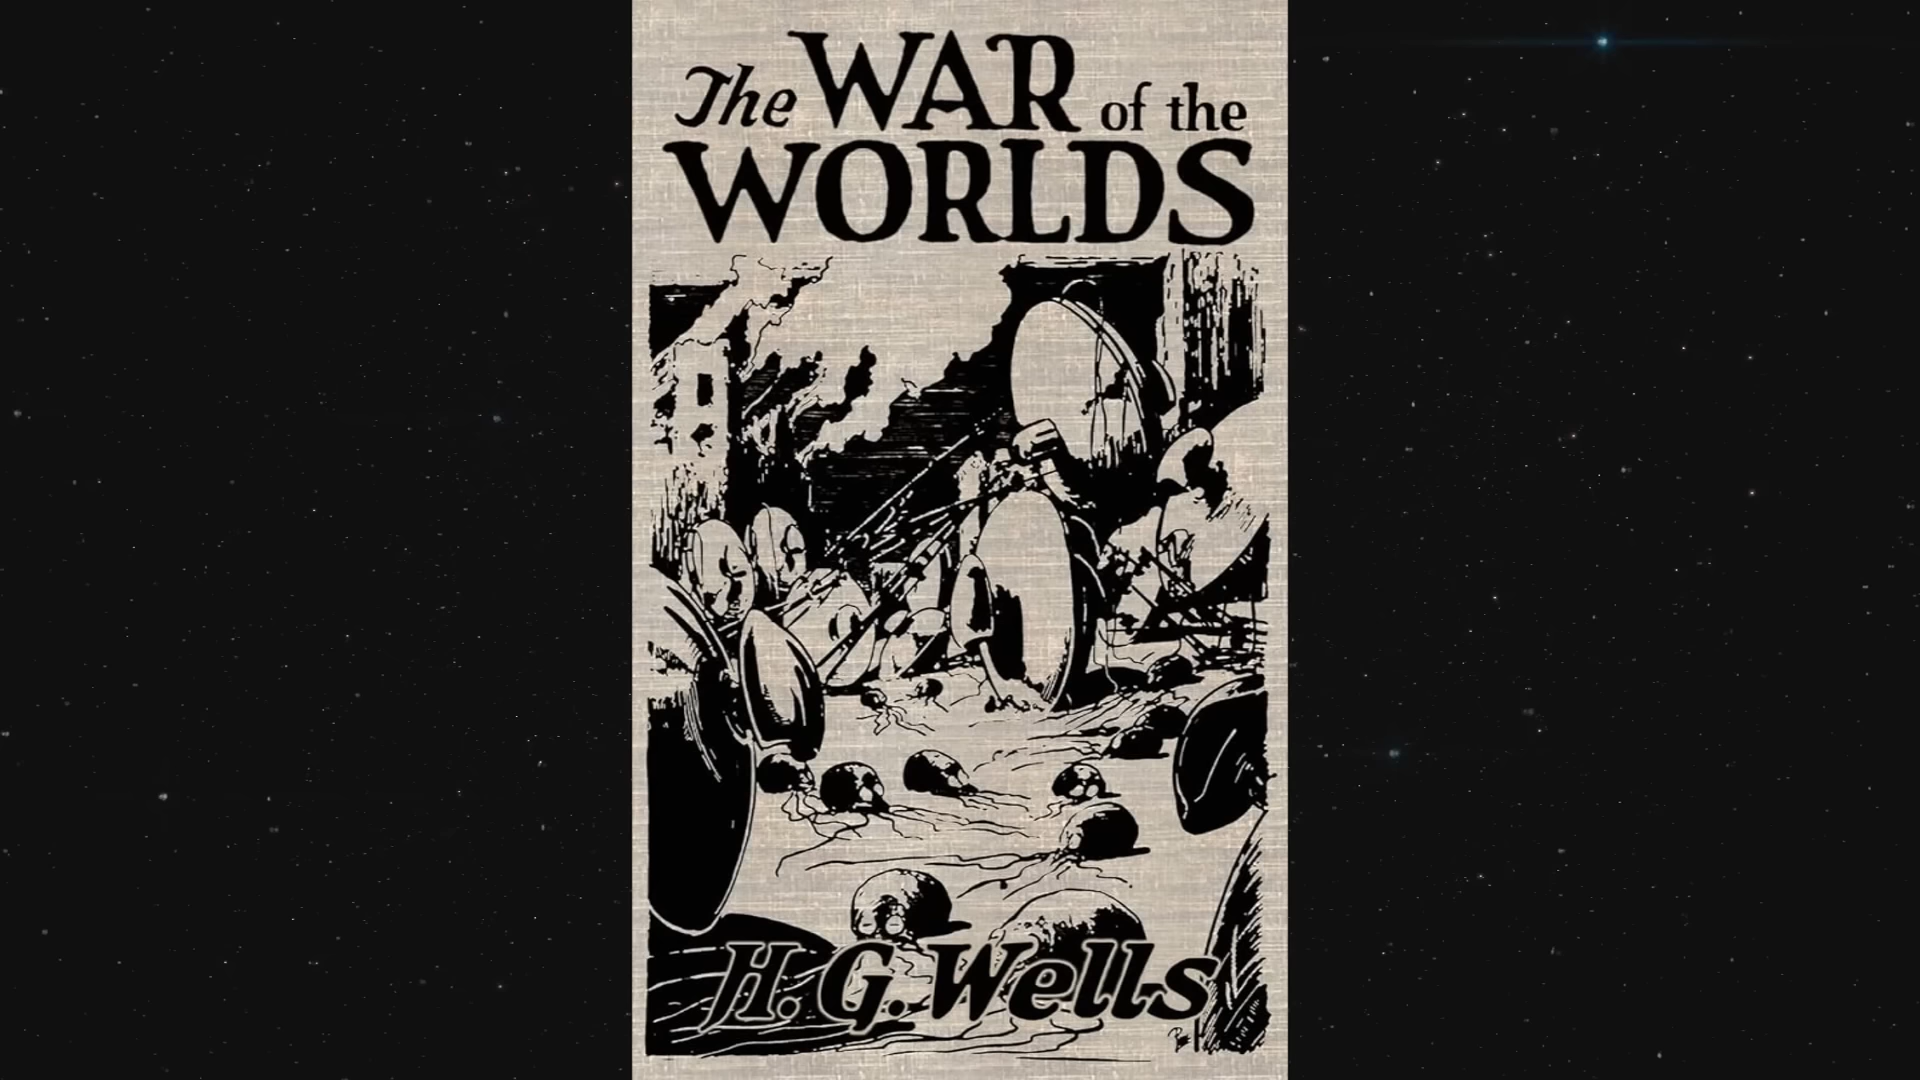 The WAR of the
WORLDS
H. G. Wells